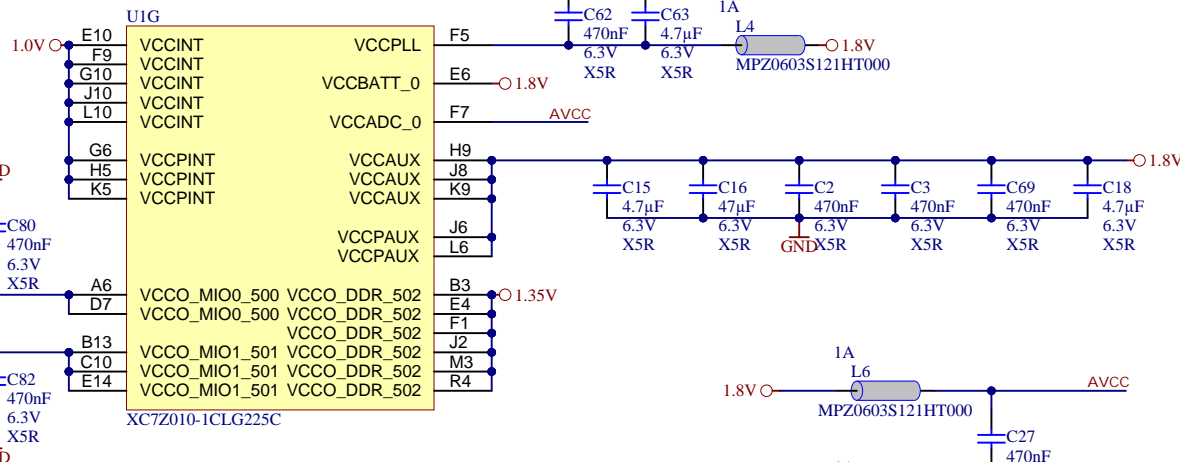 U1G
1.0V
E10 VCCINT
F9 VCCINT
G10 VCCINT
J10 VCCINT
L10 VCCINT
G6 VCCPINT
H5 VCCPINT
K5 VCCPINT
A6 VCCO_MIO0_500
D7 VCCO_MIO0_500
B13 VCCO_MIO1_501
C10 VCCO_MIO1_501
E14 VCCO_MIO1_501
VCCPLL F5
VCCBATT_0 E6 1.8V
VCCADC_0 F7 AVCC
VCCAUX H9
VCCAUX J8
VCCAUX K9
VCCPAUX J6
VCCPAUX L6
VCCO_DDR_502 B3 1.35V
VCCO_DDR_502 E4
VCCO_DDR_502 F1
VCCO_DDR_502 J2
VCCO_DDR_502 M3
VCCO_DDR_502 R4
XC7Z010-1CLG225C
D
C80
470nF
6.3V
X5R
C82
470nF
6.3V
X5R
D
C62
470nF
6.3V
X5R
C63
4.7µF
6.3V
X5R
1A
L4
1.8V
MPZ0603S121HT000
1.8V
C15
4.7µF
6.3V
X5R
C16
47µF
6.3V
X5R
C2
470nF
6.3V
X5R
GND
C3
470nF
6.3V
X5R
C69
470nF
6.3V
X5R
C18
4.7µF
6.3V
X5R
1A
L6
1.8V
AVCC
MPZ0603S121HT000
C27
470nF